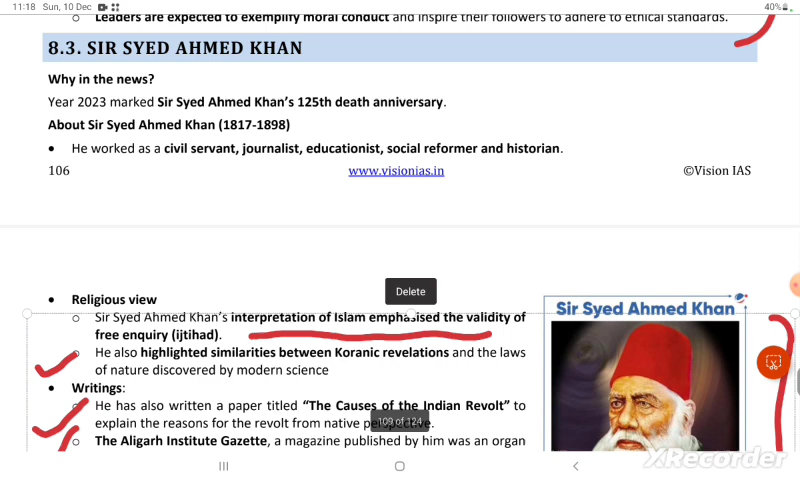 11:18 Sun, 10 Dec
40%
Leaders are expected to exemplify moral conduct and inspire their followers to adhere to ethical standards.
8.3. SIR SYED AHMED KHAN
Why in the news?
Year 2023 marked Sir Syed Ahmed Khan's 125th death anniversary.
About Sir Syed Ahmed Khan (1817-1898)
• He worked as a civil servant, journalist, educationist, social reformer and historian.
106 www.visionias.in ©Vision IAS
Delete
• Religious view
o Sir Syed Ahmed Khan's interpretation of Islam emphasised the validity of
free enquiry (ijtihad).
o He also highlighted similarities between Koranic revelations and the laws
of nature discovered by modern science
• Writings:
o He has also written a paper titled “The Causes of the Indian Revolt” to
explain the reasons for the revolt from native perspective.
109 of 124
o The Aligarh Institute Gazette, a magazine published by him was an organ
Sir Syed Ahmed Khan
XRecorder